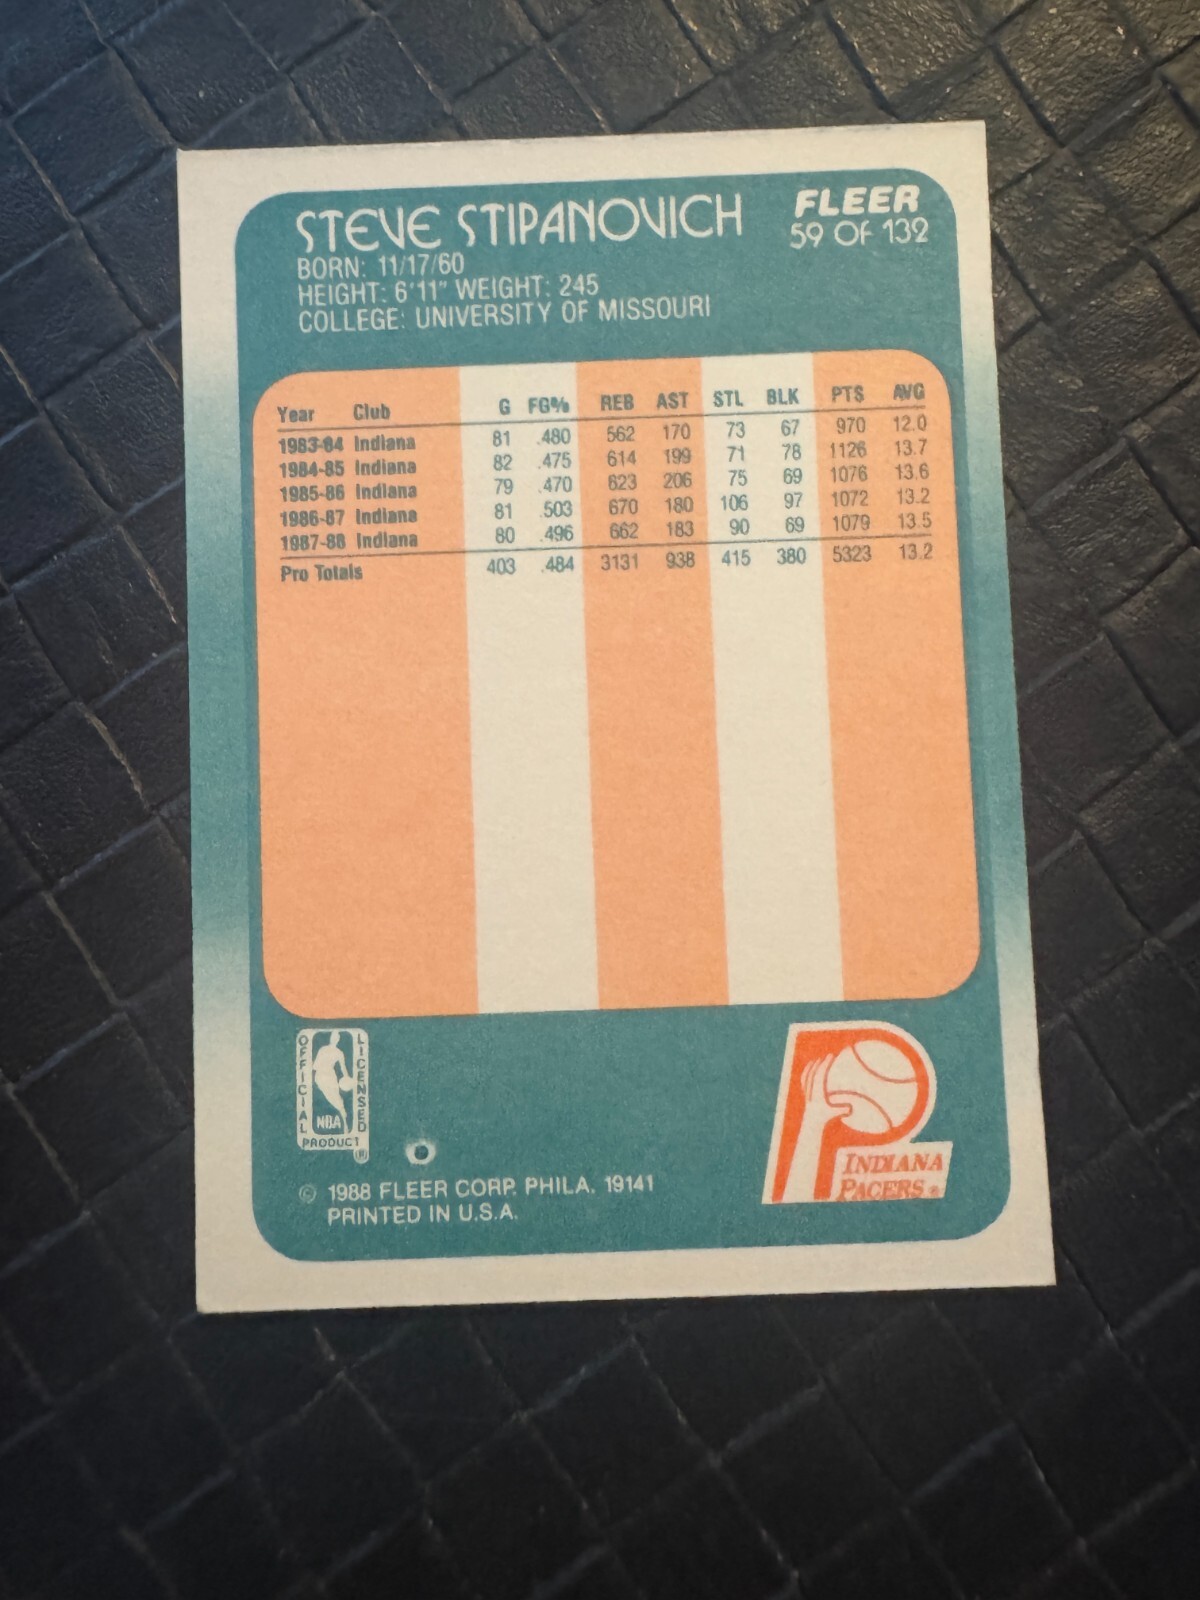 STEVE STIPANOVICH
FLEER
59 OF 132
BORN: 11/17/60
HEIGHT: 6'11" WEIGHT: 245
COLLEGE: UNIVERSITY OF MISSOURI
Year Club G FG% REB AST STL BLK PTS AVG
1983-84 Indiana 81 .480 562 170 73 67 970 12.0
1984-85 Indiana 82 .475 614 199 71 78 1126 13.7
1985-86 Indiana 79 .470 623 206 75 69 1076 13.6
1986-87 Indiana 81 .503 670 180 106 97 1072 13.2
1987-88 Indiana 80 .496 662 183 90 69 1079 13.5
Pro Totals 403 .484 3131 938 415 380 5323 13.2
OFFICIAL
LICENSED
NBA
PRODUCT ®
INDIANA
PACERS®
© 1988 FLEER CORP. PHILA. 19141
PRINTED IN U.S.A.